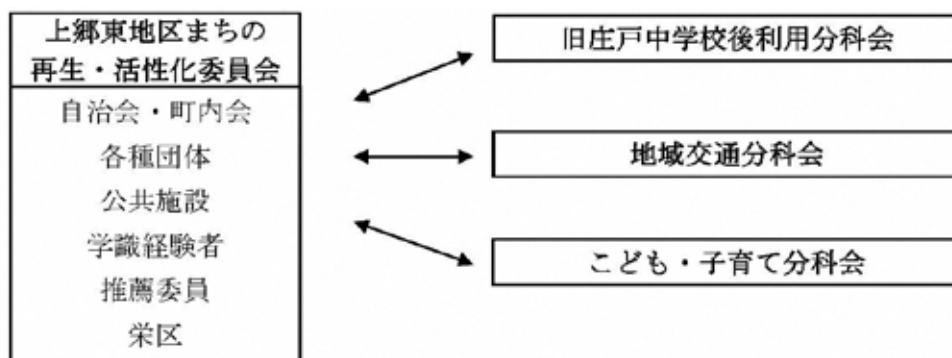 上郷東地区まちの
再生・活性化委員会
自治会・町内会
各種団体
公共施設
学識経験者
推薦委員
栄区
旧庄戸中学校後利用分科会
地域交通分科会
こども・子育て分科会